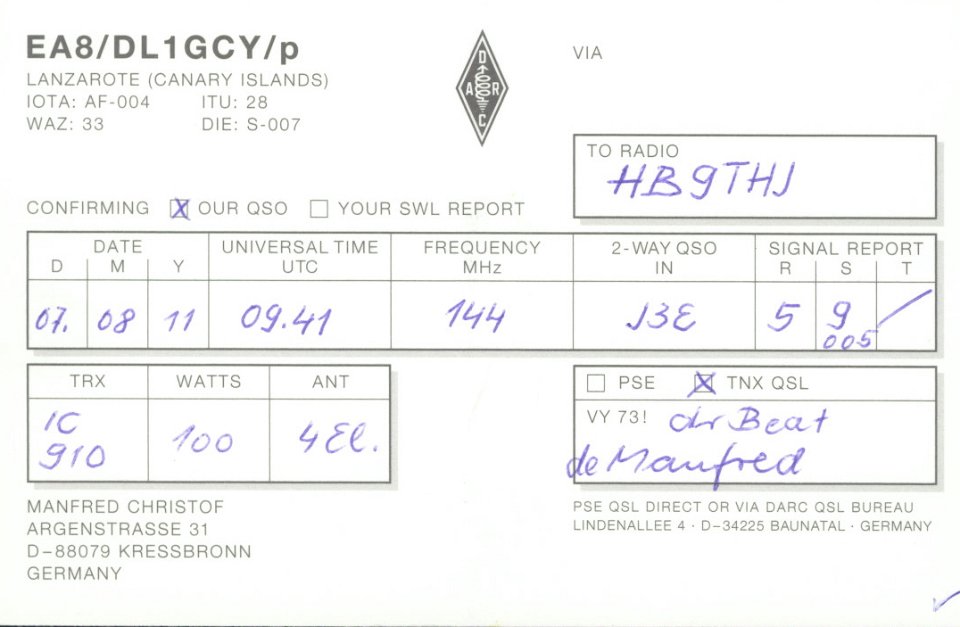 EA8/DL1GCY/p
LANZAROTE (CANARY ISLANDS)
IOTA: AF-004 ITU: 28
WAZ: 33 DIE: S-007
DARC
VIA
TO RADIO
HB9THJ
CONFIRMING X OUR QSO YOUR SWL REPORT
DATE UNIVERSAL TIME FREQUENCY 2-WAY QSO SIGNAL REPORT
D M Y UTC MHz IN R S T
07. 08 11 09.41 144 J3E 5 9 /
005
TRX WATTS ANT
IC 910 100 4 El.
PSE X TNX QSL
VY 73! dr Beat
de Manfred
MANFRED CHRISTOF
ARGENSTRASSE 31
D-88079 KRESSBRONN
GERMANY
PSE QSL DIRECT OR VIA DARC QSL BUREAU
LINDENALLEE 4 · D-34225 BAUNATAL · GERMANY